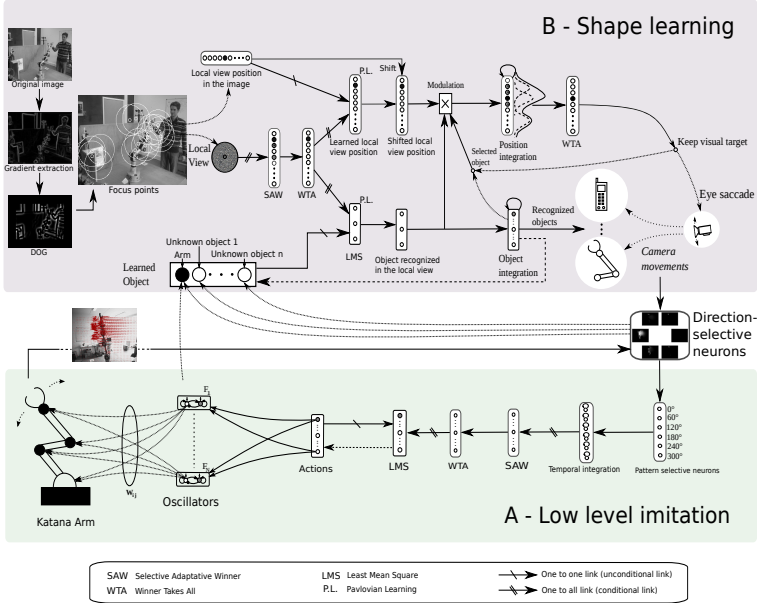 B - Shape learning
Original image
Gradient extraction
DOG
Focus points
Local view position
in the image
Local
View
SAW
WTA
P.L.
Learned local
view position
Shift
Shifted local
view position
Modulation
Selected
object
Position
integration
WTA
Keep visual target
Eye saccade
P.L.
LMS
Object recognized
in the local view
Recognized
objects
Object
integration
Camera
movements
Unknown object 1
Arm
Unknown object n
Learned
Object
Direction-
selective
neurons
Katana Arm
Oscillators
Actions
LMS
WTA
SAW
Temporal integration
Pattern selective neurons
0°
60°
120°
180°
240°
300°
A - Low level imitation
SAW Selective Adaptative Winner
WTA Winner Takes All
LMS Least Mean Square
P.L. Pavlovian Learning
One to one link (unconditional link)
One to all link (conditional link)